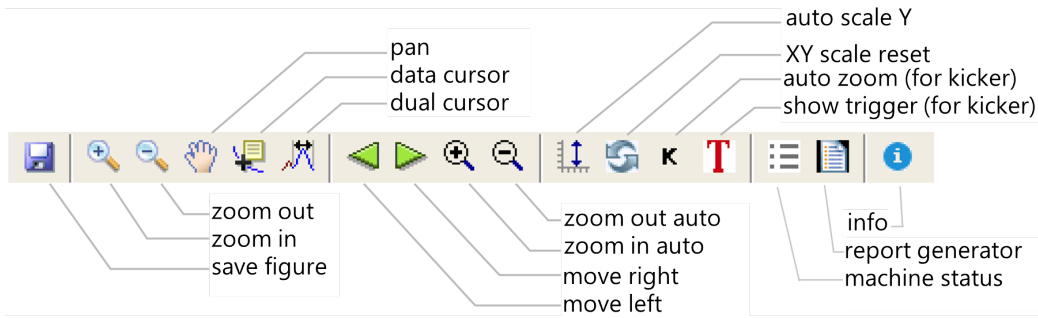 auto scale Y
pan
XY scale reset
data cursor
auto zoom (for kicker)
dual cursor
show trigger (for kicker)
K
T
i
zoom out
zoom in
save figure
zoom out auto
zoom in auto
move right
move left
info
report generator
machine status